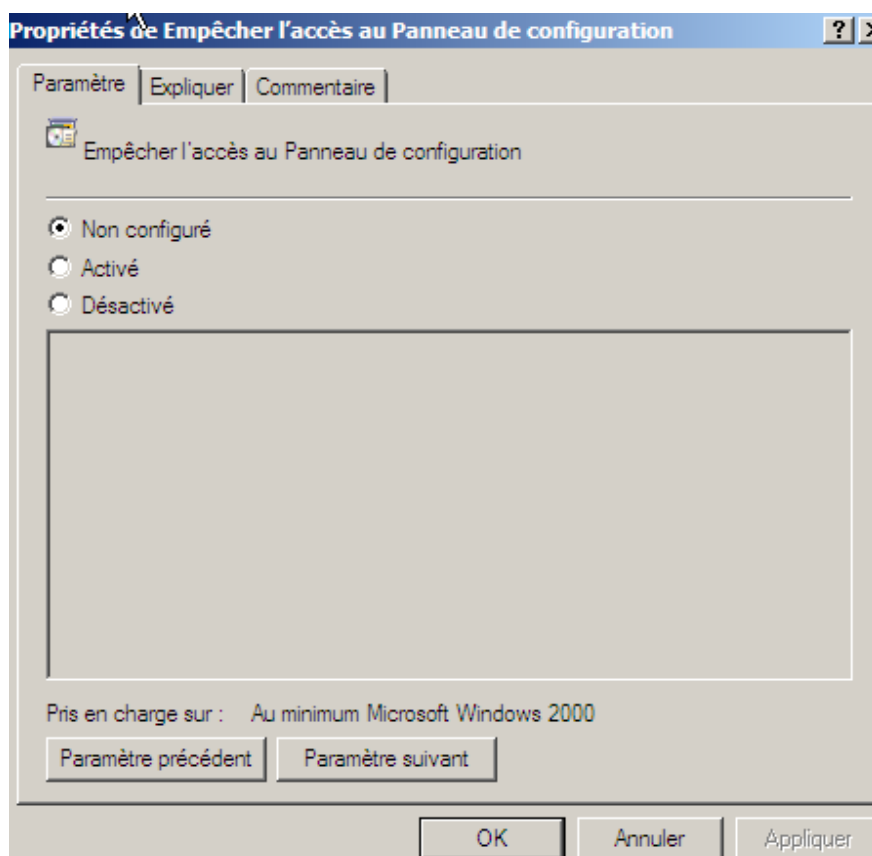 Propriétés de Empêcher l'accès au Panneau de configuration
Paramètre Expliquer Commentaire
Empêcher l'accès au Panneau de configuration
Non configuré
Activé
Désactivé
Pris en charge sur : Au minimum Microsoft Windows 2000
Paramètre précédent Paramètre suivant
OK Annuler Appliquer